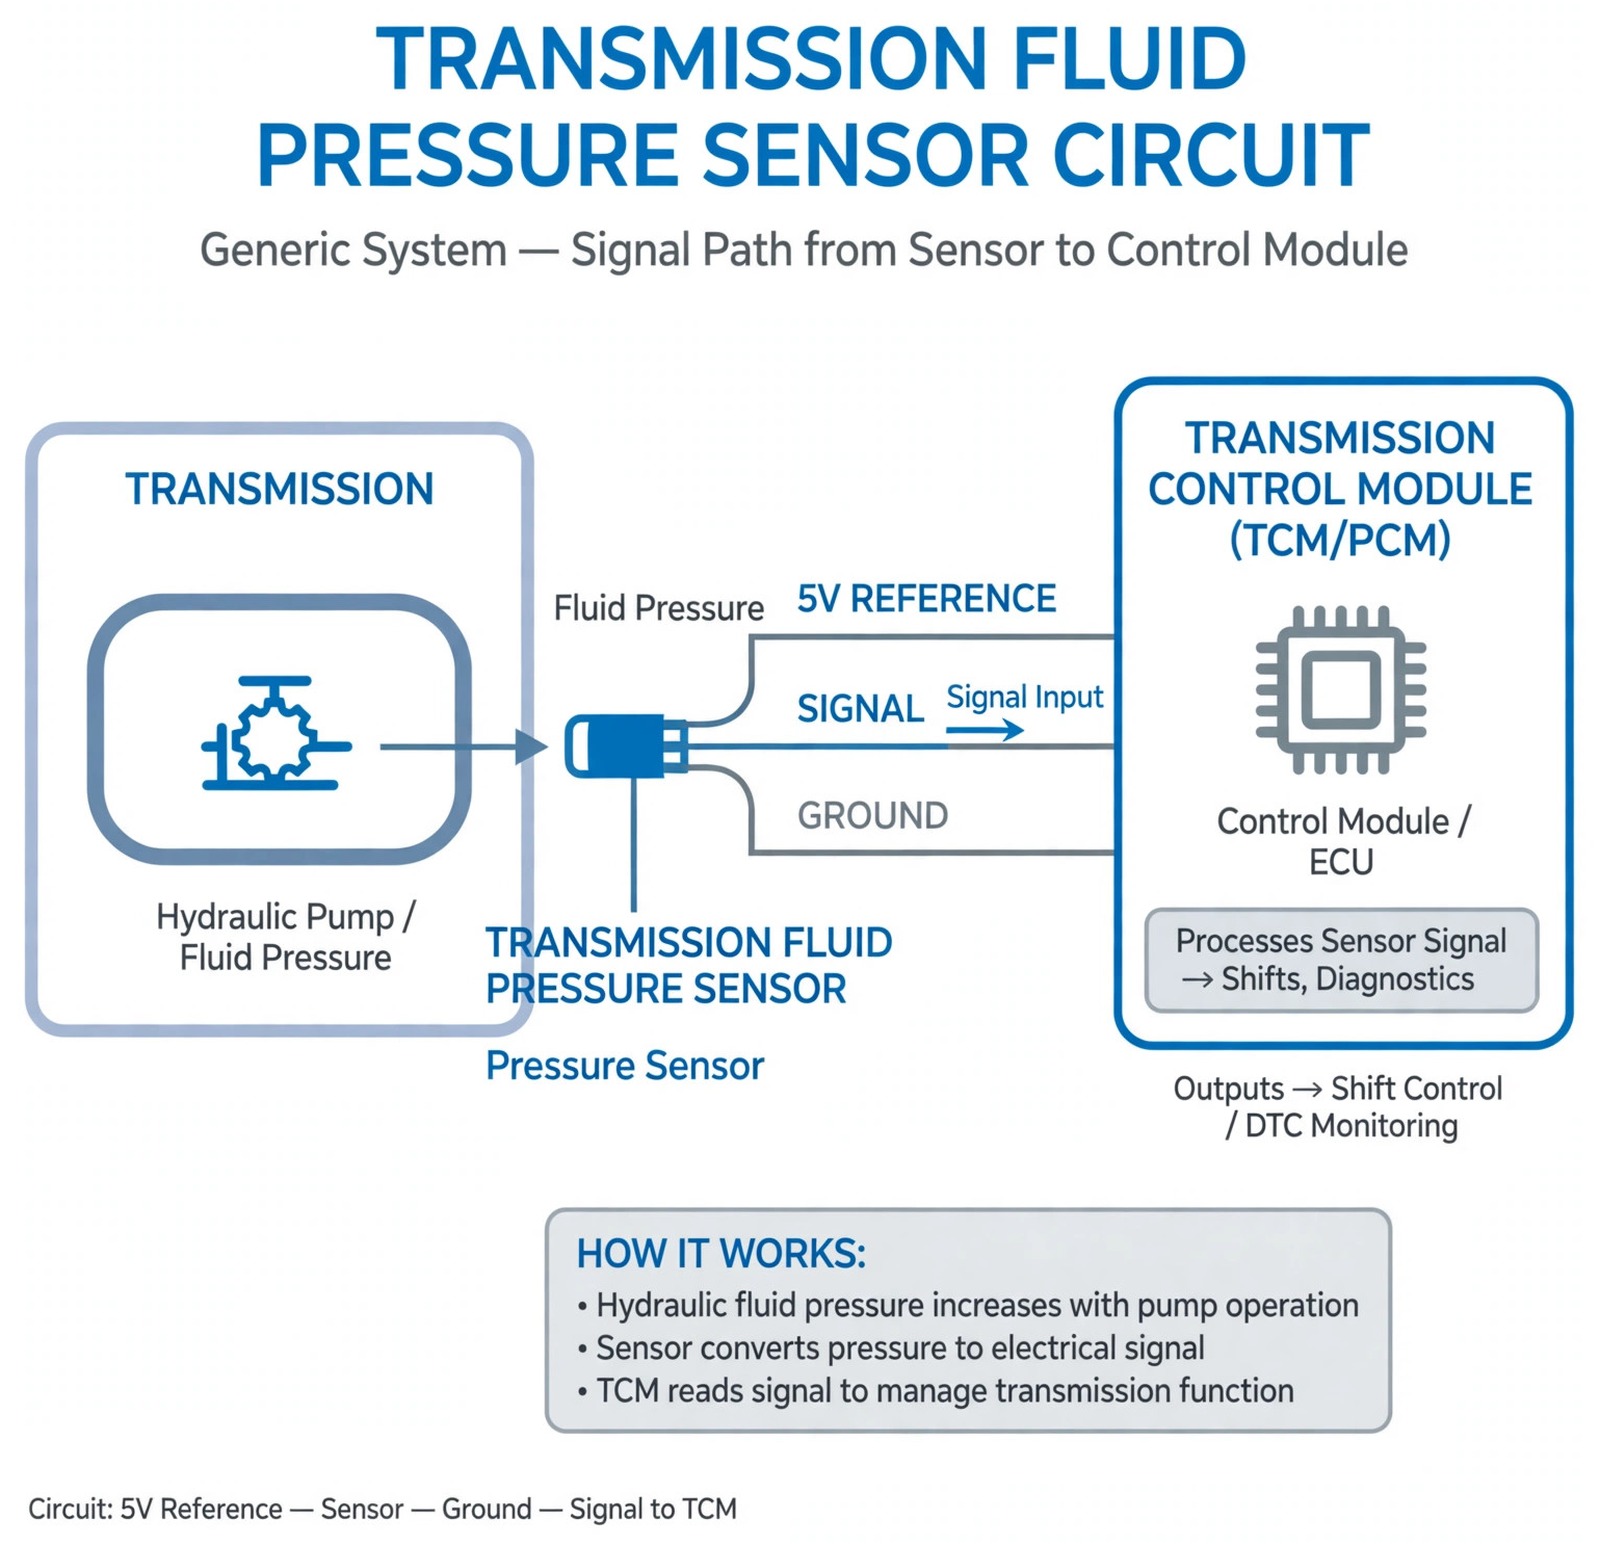 TRANSMISSION FLUID
PRESSURE SENSOR CIRCUIT
Generic System — Signal Path from Sensor to Control Module
TRANSMISSION
Hydraulic Pump /
Fluid Pressure
Fluid Pressure
5V REFERENCE
SIGNAL
Signal Input
GROUND
TRANSMISSION FLUID
PRESSURE SENSOR
Pressure Sensor
TRANSMISSION
CONTROL MODULE
(TCM/PCM)
Control Module /
ECU
Processes Sensor Signal
→ Shifts, Diagnostics
Outputs → Shift Control
/ DTC Monitoring
HOW IT WORKS:
• Hydraulic fluid pressure increases with pump operation
• Sensor converts pressure to electrical signal
• TCM reads signal to manage transmission function
Circuit: 5V Reference — Sensor — Ground — Signal to TCM